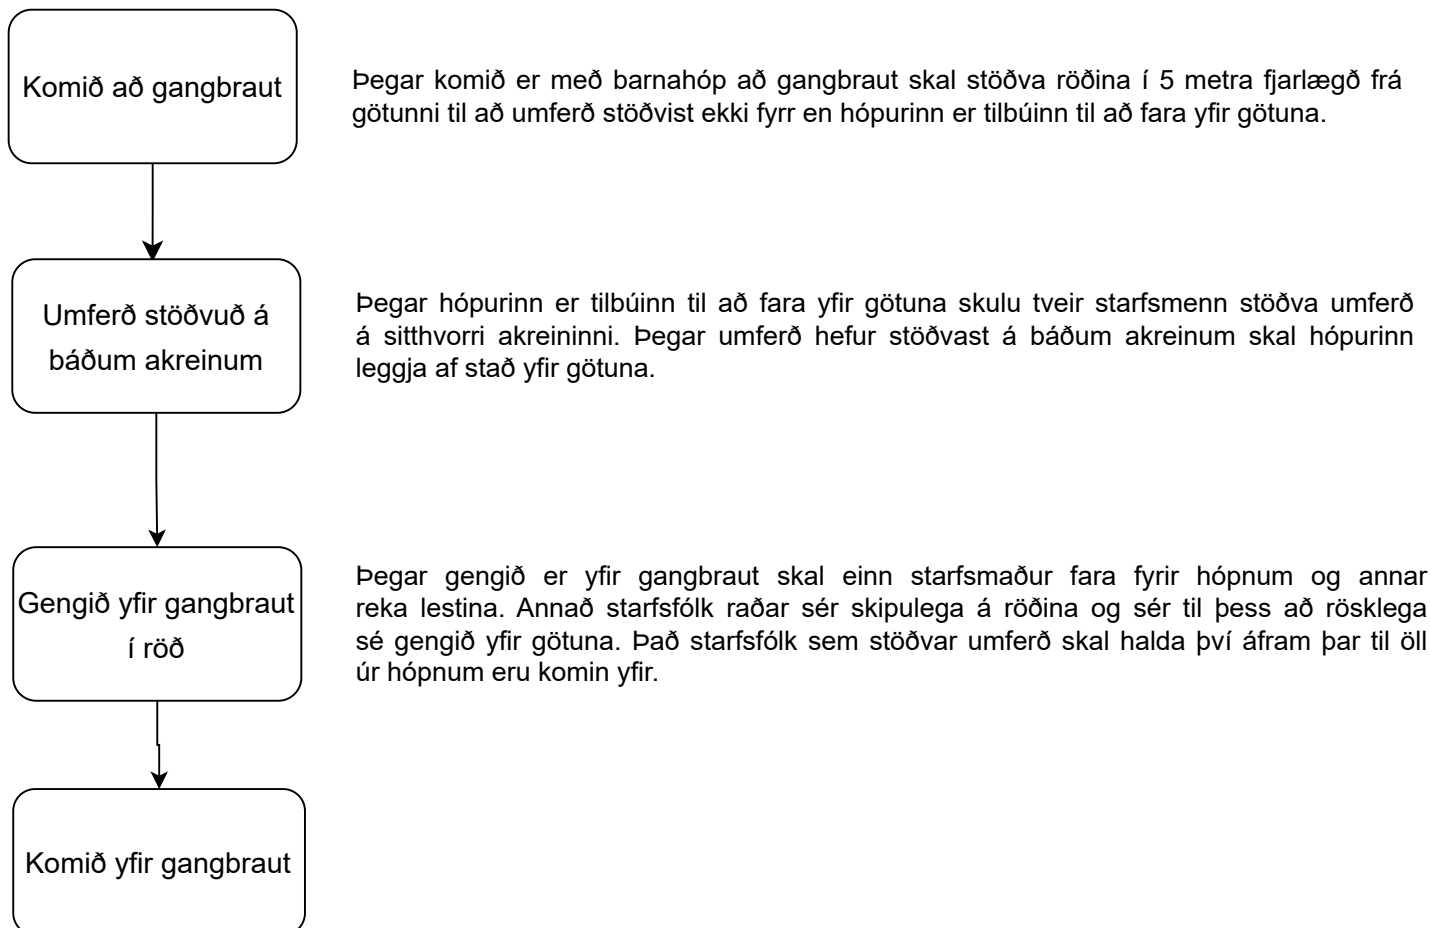 Komið að gangbraut
Þegar komið er með barnahóp að gangbraut skal stöðva röðina í 5 metra fjarlægð frá
götunni til að umferð stöðvist ekki fyrr en hópurinn er tilbúinn til að fara yfir götuna.
Umferð stöðvuð á
báðum akreinum
Þegar hópurinn er tilbúinn til að fara yfir götuna skulu tveir starfsmenn stöðva umferð
á sitthvorri akreininni. Þegar umferð hefur stöðvast á báðum akreinum skal hópurinn
leggja af stað yfir götuna.
Gengið yfir gangbraut
í röð
Þegar gengið er yfir gangbraut skal einn starfsmaður fara fyrir hópnum og annar
reka lestina. Annað starfsfólk raðar sér skipulega á röðina og sér til þess að rösklega
sé gengið yfir götuna. Það starfsfólk sem stöðvar umferð skal halda því áfram þar til öll
úr hópnum eru komin yfir.
Komið yfir gangbraut